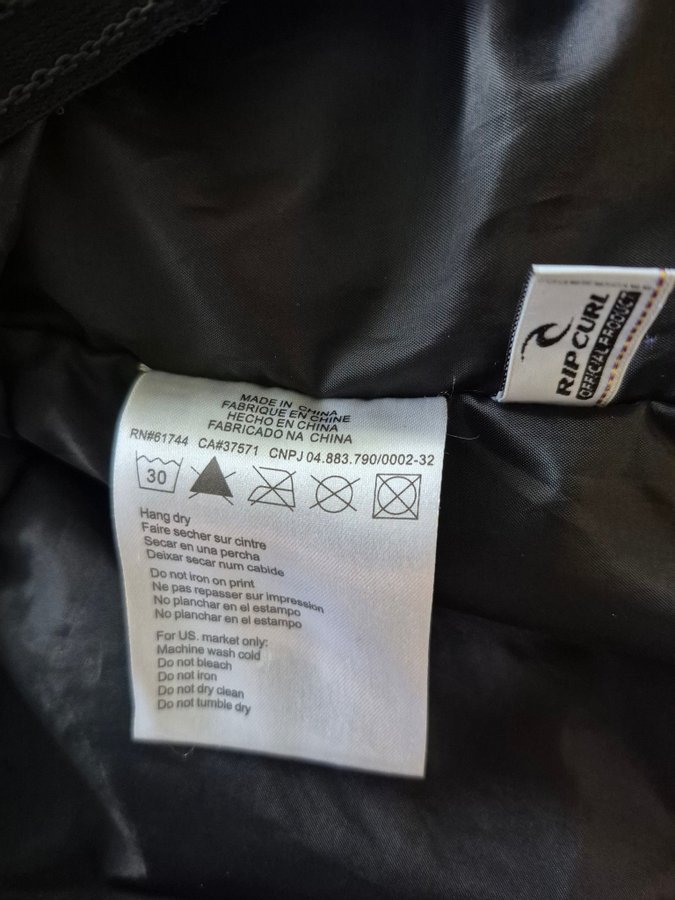 MADE IN CHINA
FABRIQUE EN CHINE
HECHO EN CHINA
FABRICADO NA CHINA
RN#61744 CA#37571 CNPJ 04.883.790/0002-32
30
Hang dry
Faire secher sur cintre
Secar en una percha
Deixar secar num cabide
Do not iron on print
Ne pas repasser sur impression
No planchar en el estampo
No planchar en el estampo
For US. market only:
Machine wash cold
Do not bleach
Do not iron
Do not dry clean
Do not tumble dry
RIP CURL
OFFICIAL PRODUCT